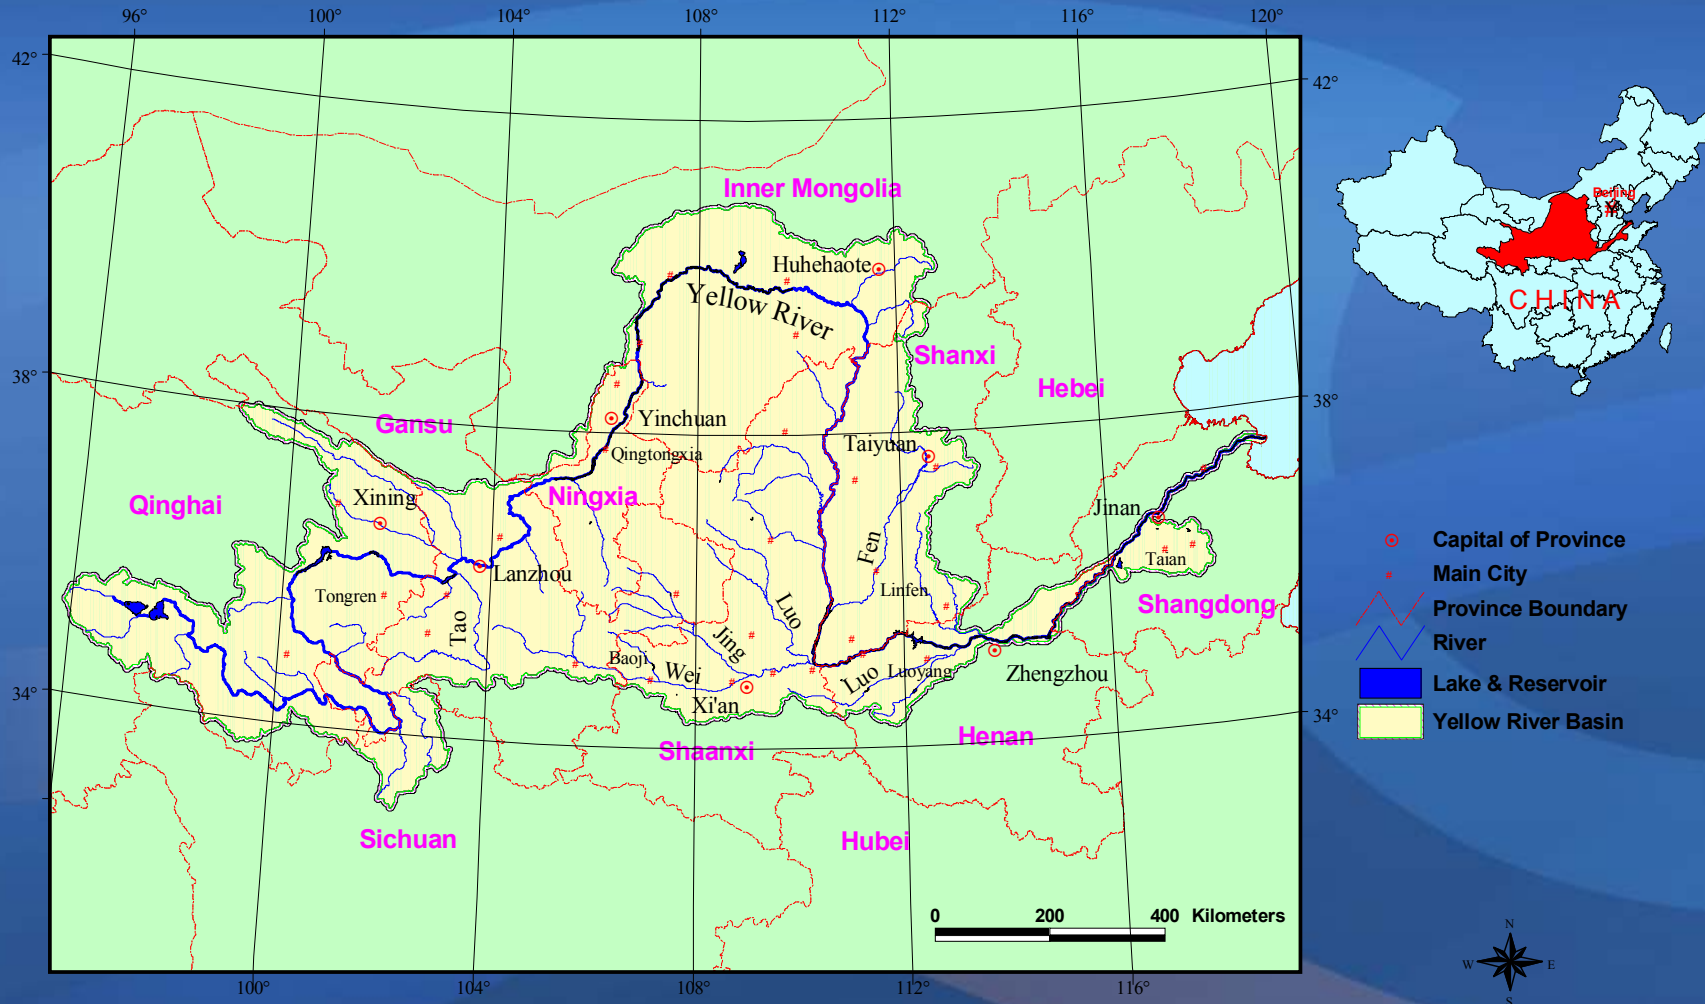 96° 100° 104° 108° 112° 116° 120°
42°
42°
Beijing
Inner Mongolia
Huhehaote
Yellow River
CHINA
Shanxi
38°
Hebei
38°
Gansu
Yinchuan
Taiyuan
Qingtongxia
Qinghai
Xining
Ningxia
Jinan
Fen
Taian
Lanzhou
Tongren
Linfen
Tao
Luo
Jing
Shangdong
Baoji
Wei
Luo
Luoyang
Zhengzhou
34°
Xi'an
34°
Shaanxi
Henan
Sichuan
Hubei
Capital of Province
Main City
Province Boundary
River
Lake & Reservoir
Yellow River Basin
0 200 400 Kilometers
N
W E
S
100° 104° 108° 112° 116°